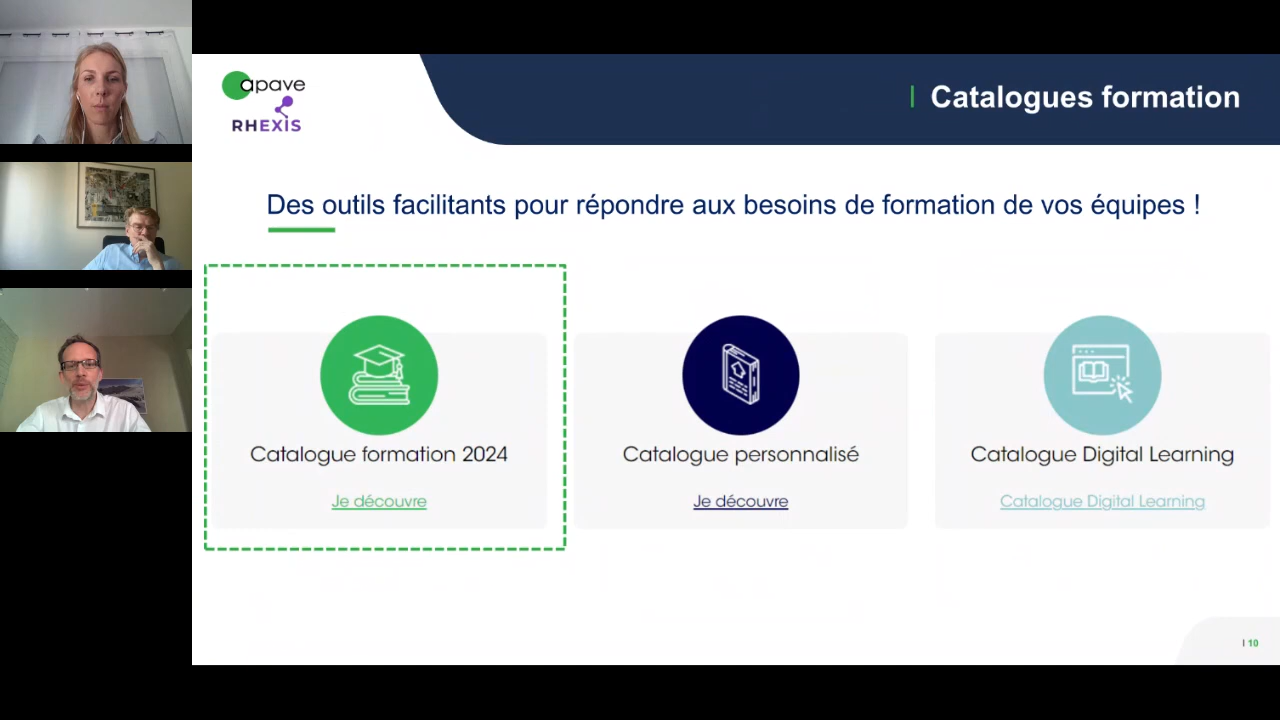 apave
RHEXIS
Catalogues formation
Des outils facilitants pour répondre aux besoins de formation de vos équipes !
Catalogue formation 2024
Je découvre
Catalogue personnalisé
Je découvre
Catalogue Digital Learning
Catalogue Digital Learning
10